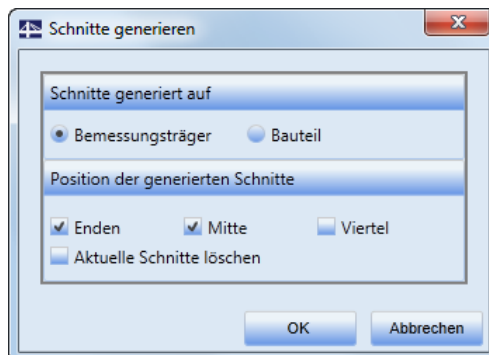 Schnitte generieren
Schnitte generiert auf
Bemessungsträger Bauteil
Position der generierten Schnitte
Enden Mitte Viertel
Aktuelle Schnitte löschen
OK Abbrechen